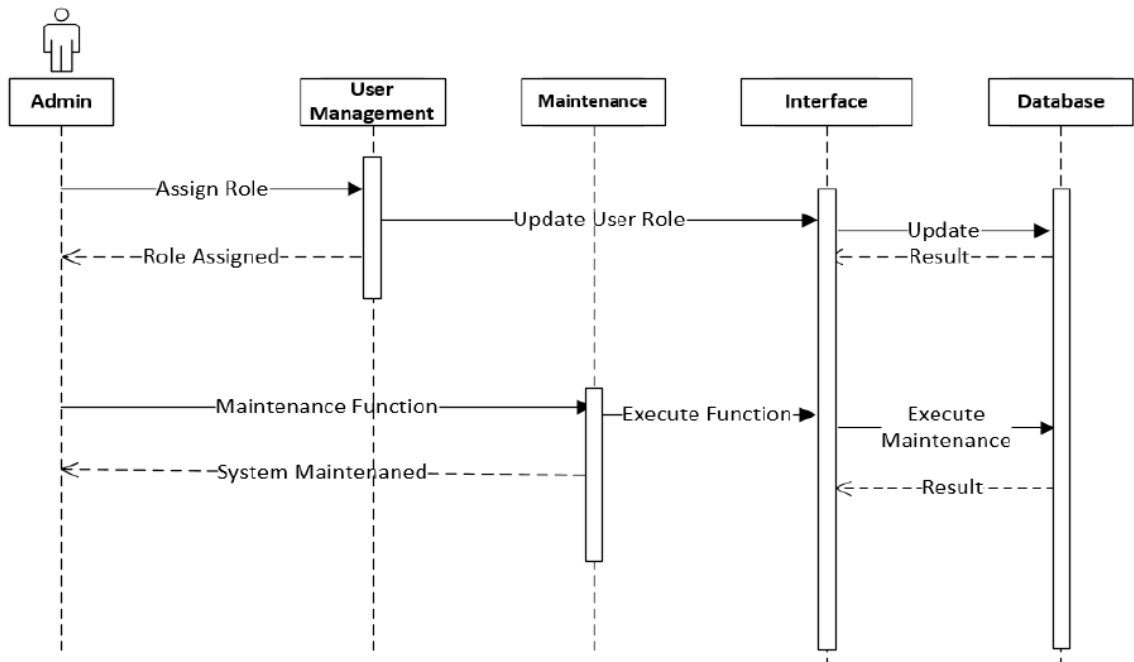 Admin
User
Management
Maintenance
Interface
Database
Assign Role
Update User Role
Update
Role Assigned
Result
Maintenance Function
Execute Function
Execute
Maintenance
System Maintenaned
Result